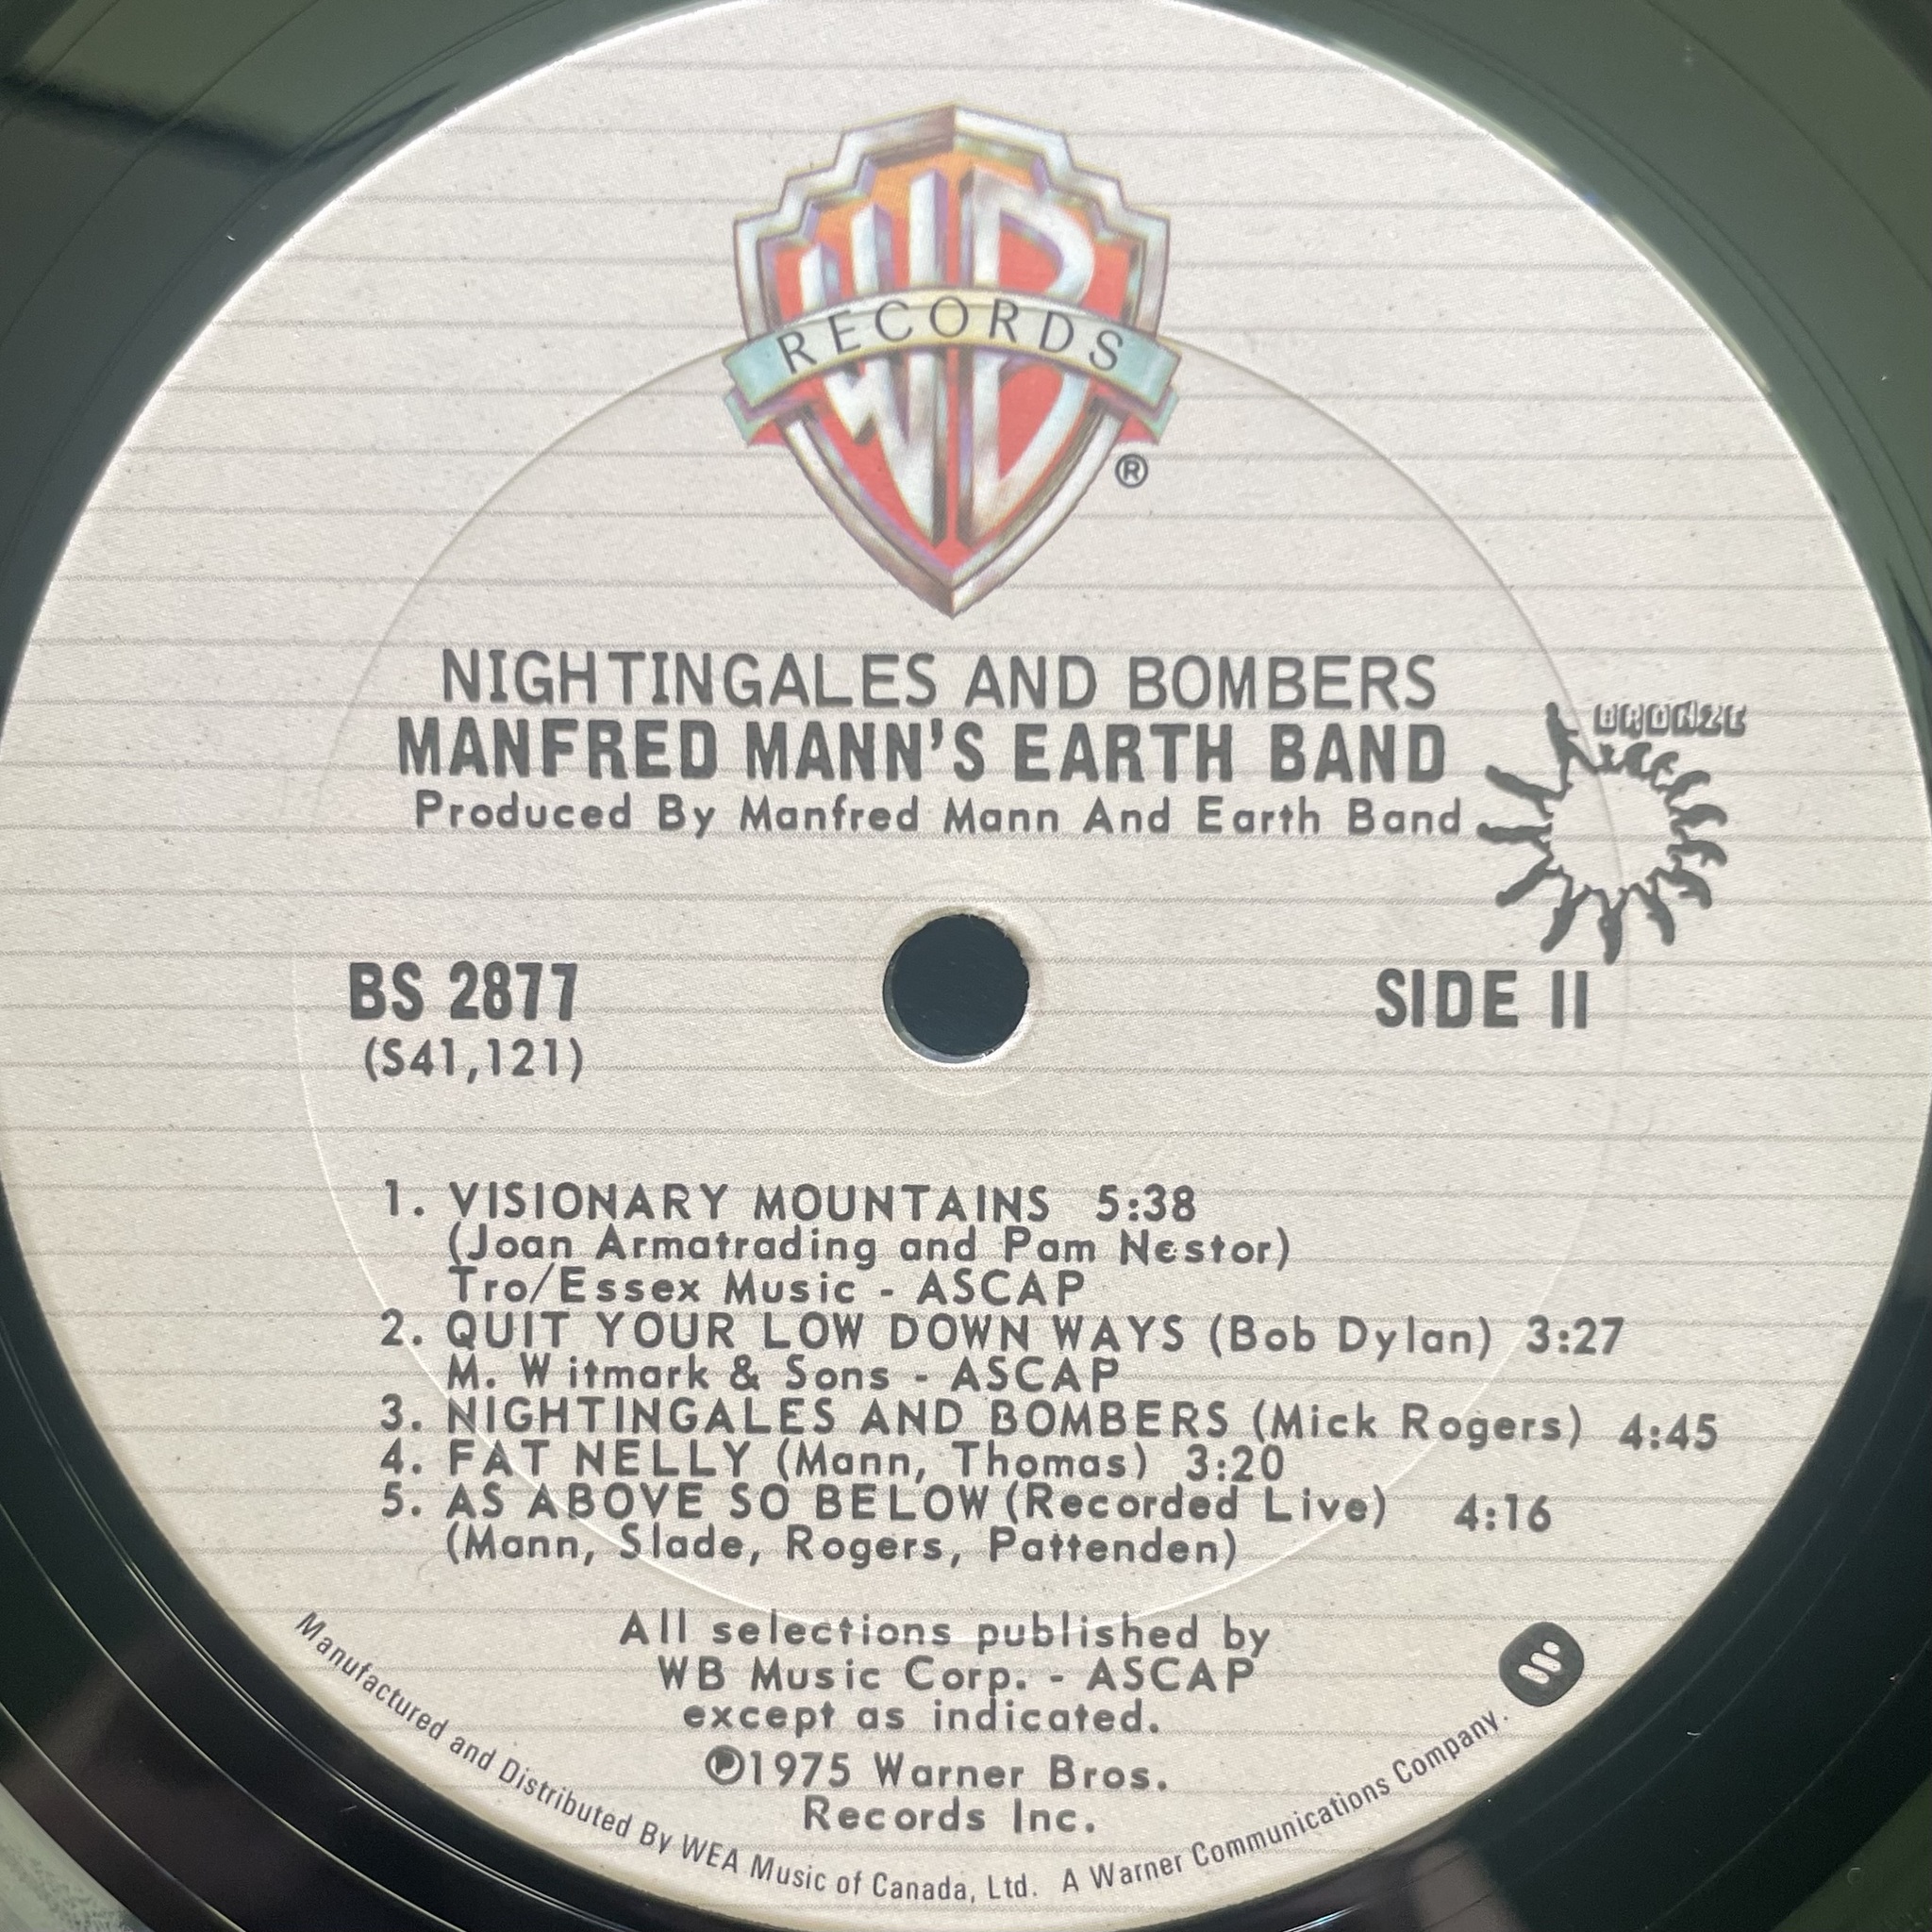 WB
RECORDS
®
NIGHTINGALES AND BOMBERS
MANFRED MANN'S EARTH BAND
Produced By Manfred Mann And Earth Band
BRONZE
BS 2877
(S41,121)
SIDE II
1. VISIONARY MOUNTAINS 5:38
(Joan Armatrading and Pam Nestor)
Tro/Essex Music - ASCAP
2. QUIT YOUR LOW DOWN WAYS (Bob Dylan) 3:27
M. Witmark & Sons - ASCAP
3. NIGHTINGALES AND BOMBERS (Mick Rogers) 4:45
4. FAT NELLY (Mann, Thomas) 3:20
5. AS ABOVE SO BELOW (Recorded Live) 4:16
(Mann, Slade, Rogers, Pattenden)
All selections published by
WB Music Corp. - ASCAP
except as indicated.
℗1975 Warner Bros.
Records Inc.
Manufactured and Distributed By WEA Music of Canada, Ltd. A Warner Communications Company.